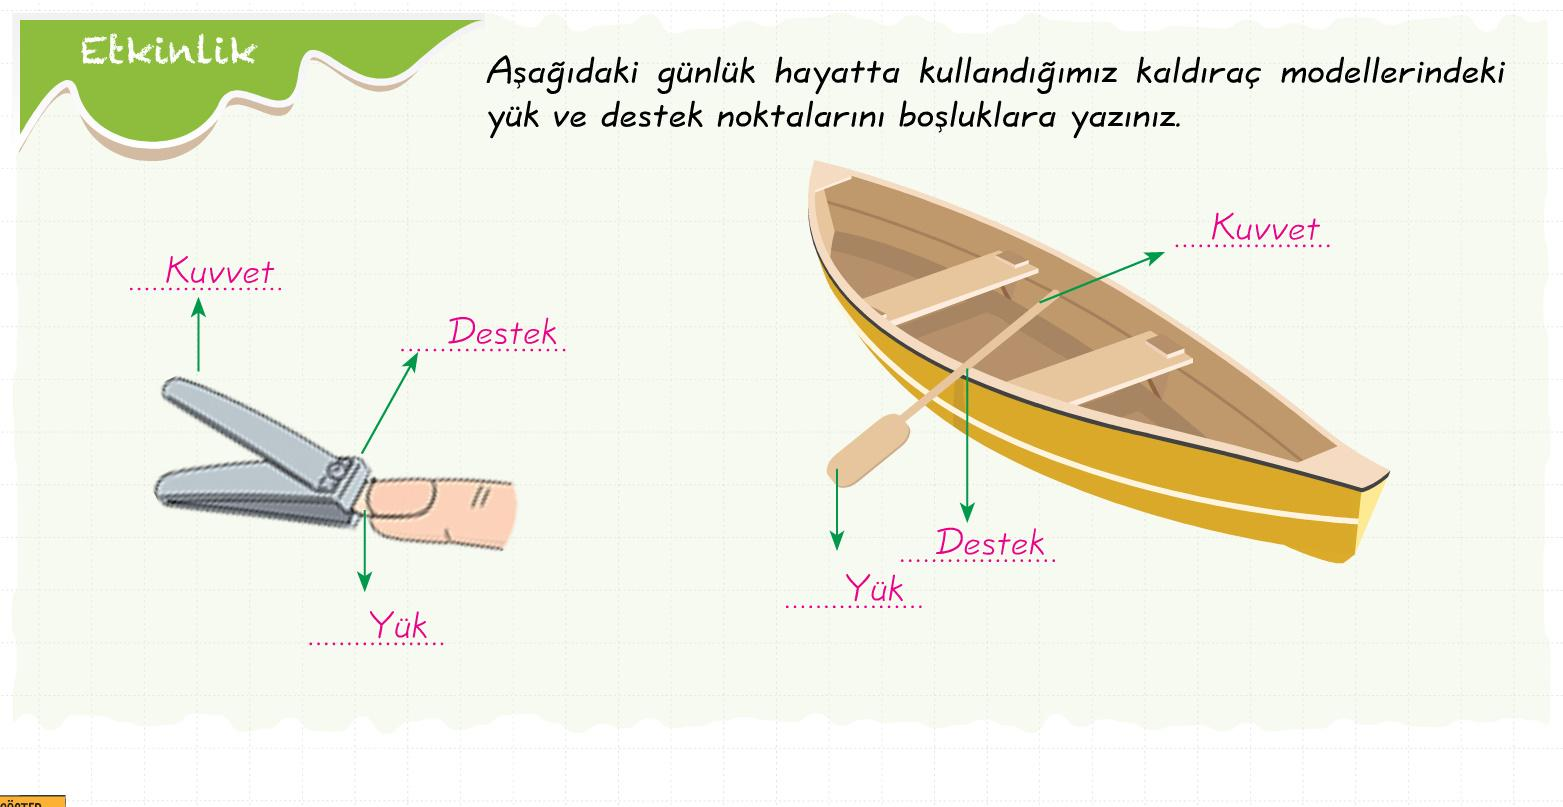 Etkinlik
Aşağıdaki günlük hayatta kullandığımız kaldıraç modellerindeki
yük ve destek noktalarını boşluklara yazınız.
Kuvvet
Destek
Yük
Kuvvet
Destek
Yük